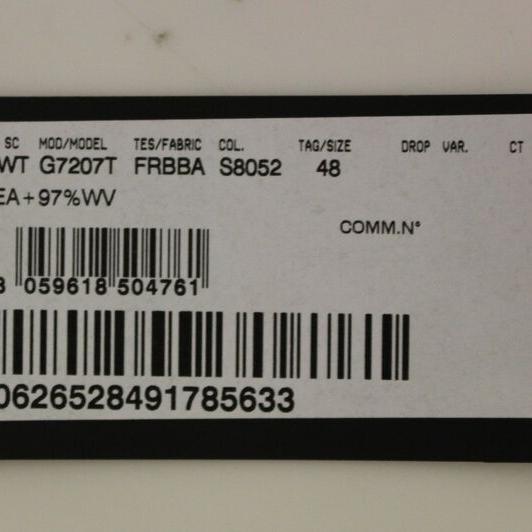 SC MOD/MODEL TES/FABRIC COL. TAG/SIZE DROP VAR. CT
WT G7207T FRBBA S8052 48
EA+97%WV
COMM.N°
8 059618 504761
0626528491785633